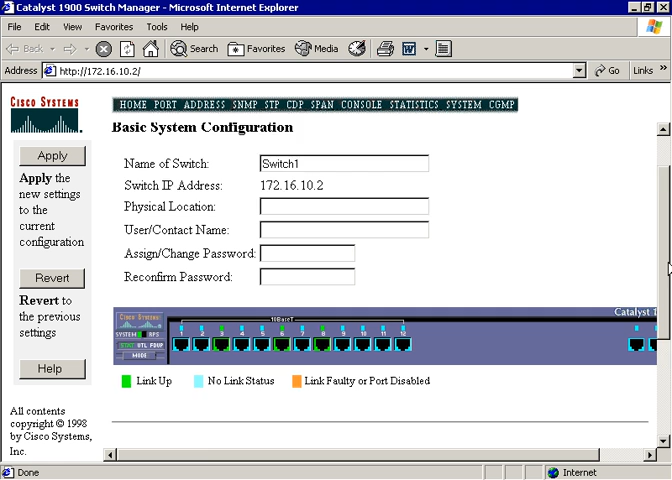 Catalyst 1900 Switch Manager - Microsoft Internet Explorer
File Edit View Favorites Tools Help
Back Search Favorites Media
Address http://172.16.10.2/ Go Links »
CISCO SYSTEMS
HOME PORT ADDRESS SNMP STP CDP SPAN CONSOLE STATISTICS SYSTEM CGMP
Basic System Configuration
Apply
Apply the
new settings
to the
current
configuration
Revert
Revert to
the previous
settings
Help
All contents
copyright © 1998
by Cisco Systems,
Inc.
Name of Switch: Switch1
Switch IP Address: 172.16.10.2
Physical Location:
User/Contact Name:
Assign/Change Password:
Reconfirm Password:
Catalyst 1
CISCO SYSTEMS
10BaseT
SYSTEM RPS
STAT UTL FDUP
MODE
1 2 3 4 5 6 7 8 9 10 11 12
Link Up No Link Status Link Faulty or Port Disabled
Done Internet